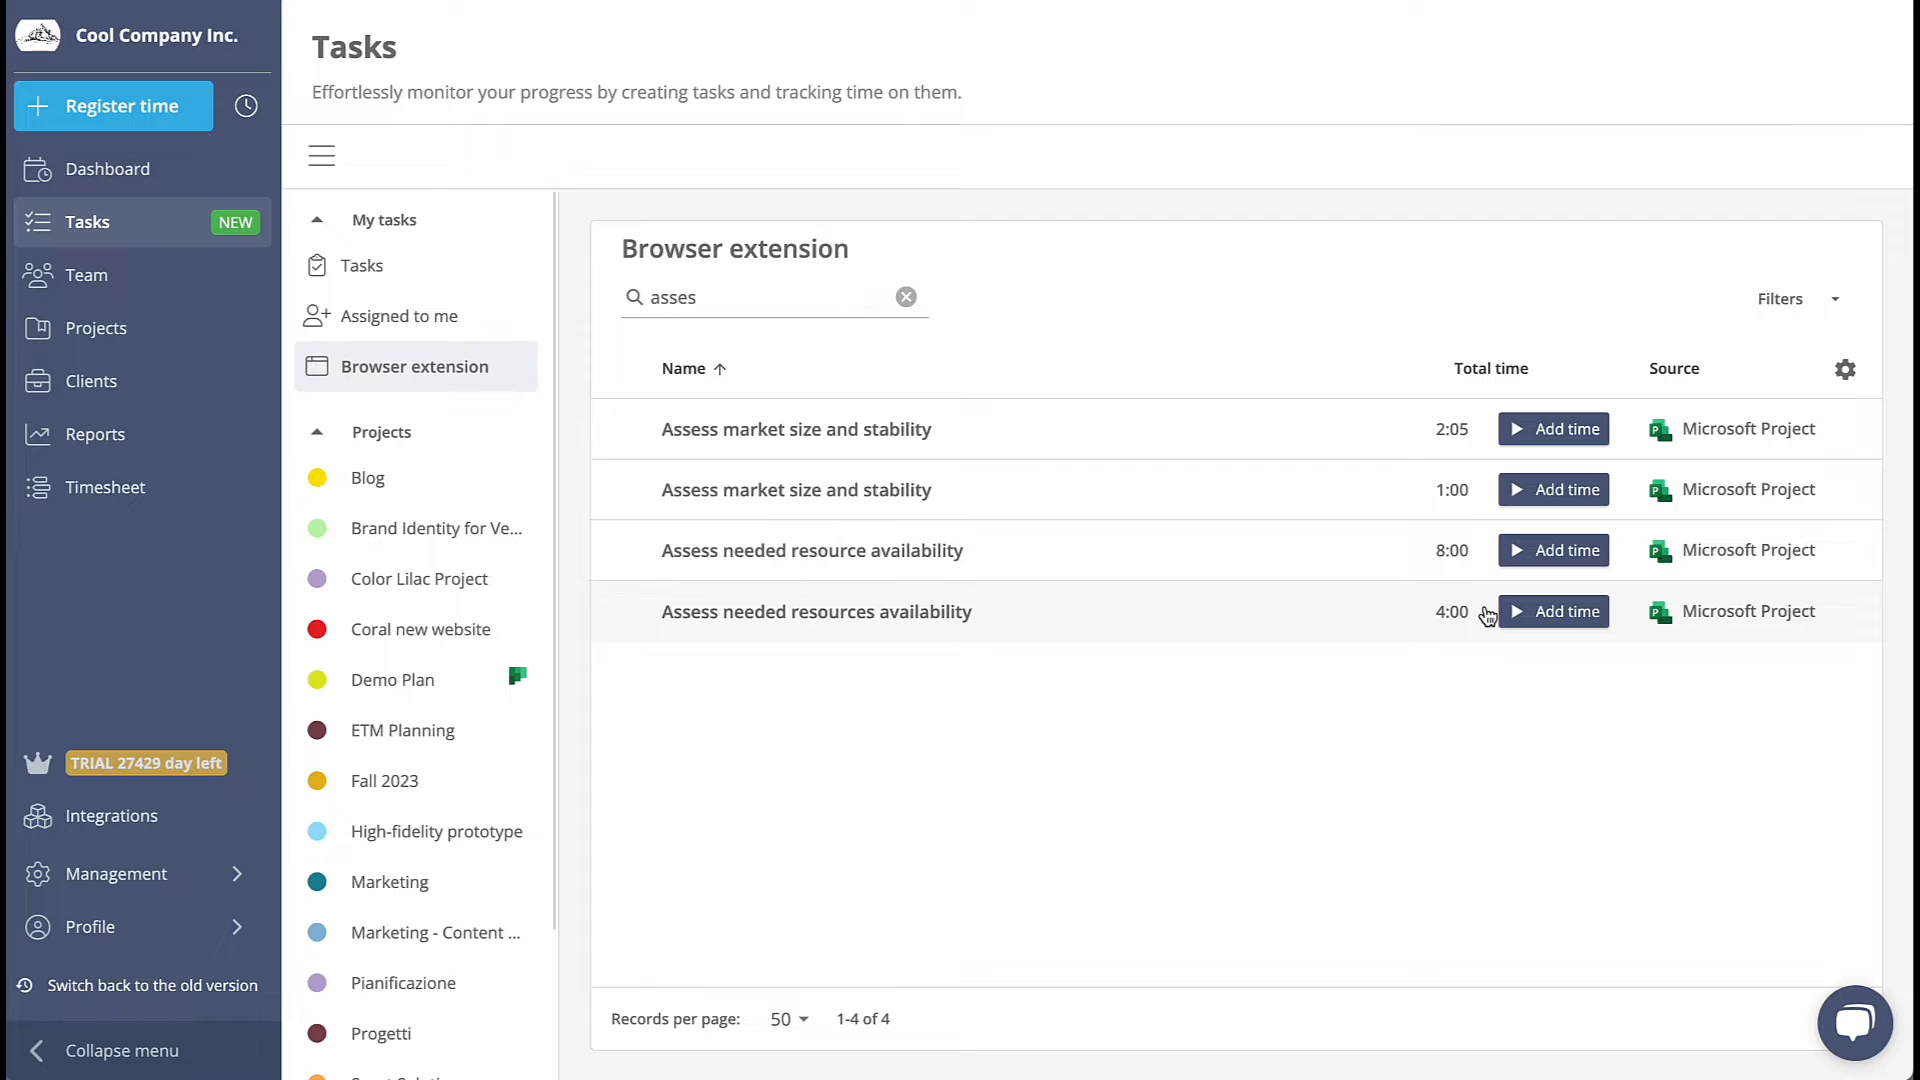 Cool Company Inc.
Register time
Dashboard
Tasks NEW
Team
Projects
Clients
Reports
Timesheet
TRIAL 27429 day left
Integrations
Management
Profile
Switch back to the old version
Collapse menu
Tasks
Effortlessly monitor your progress by creating tasks and tracking time on them.
My tasks
Tasks
Assigned to me
Browser extension
Projects
Blog
Brand Identity for Ve...
Color Lilac Project
Coral new website
Demo Plan
ETM Planning
Fall 2023
High-fidelity prototype
Marketing
Marketing - Content ...
Pianificazione
Progetti
Browser extension
asses
Filters
Name Total time Source
Assess market size and stability 2:05 Add time Microsoft Project
Assess market size and stability 1:00 Add time Microsoft Project
Assess needed resource availability 8:00 Add time Microsoft Project
Assess needed resources availability 4:00 Add time Microsoft Project
Records per page: 50 1-4 of 4